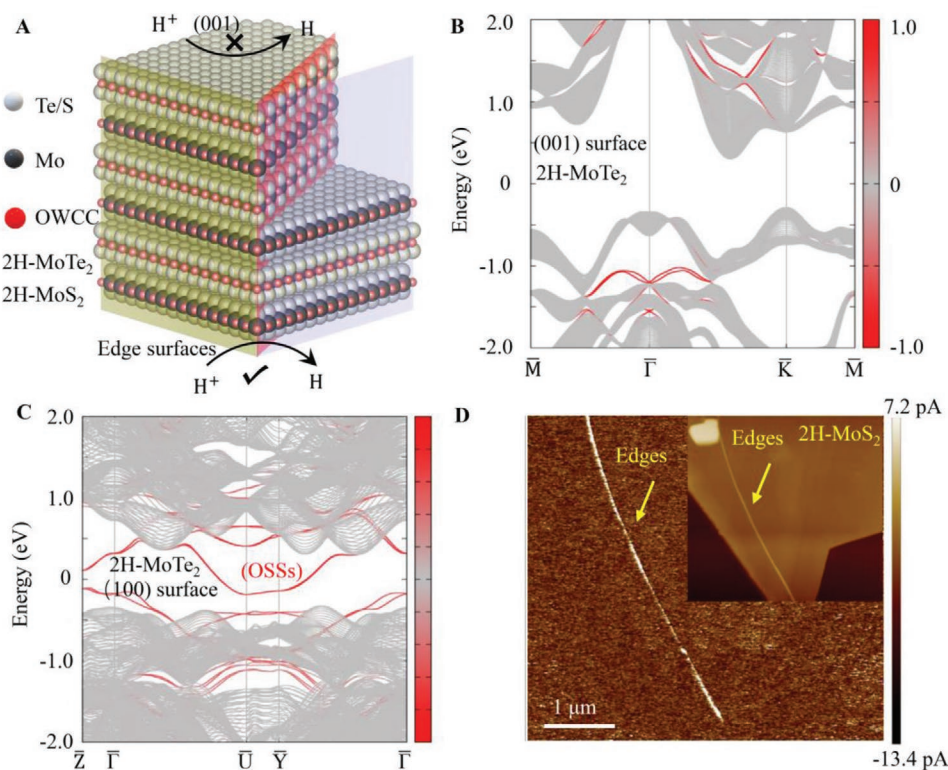 A
H⁺ (001) H
Te/S
Mo
OWCC
2H-MoTe₂
2H-MoS₂
Edge surfaces
H⁺ H
B
2.0
1.0
0
-1.0
-2.0
Energy (eV)
(001) surface
2H-MoTe₂
M̅ Γ̅ K̅ M̅
1.0
0
-1.0
C
2.0
1.0
0
-1.0
-2.0
Energy (eV)
2H-MoTe₂
(100) surface
(OSSs)
Z̅ Γ̅ U̅ Y̅ Γ̅
D
7.2 pA
Edges
Edges 2H-MoS₂
1 μm
-13.4 pA